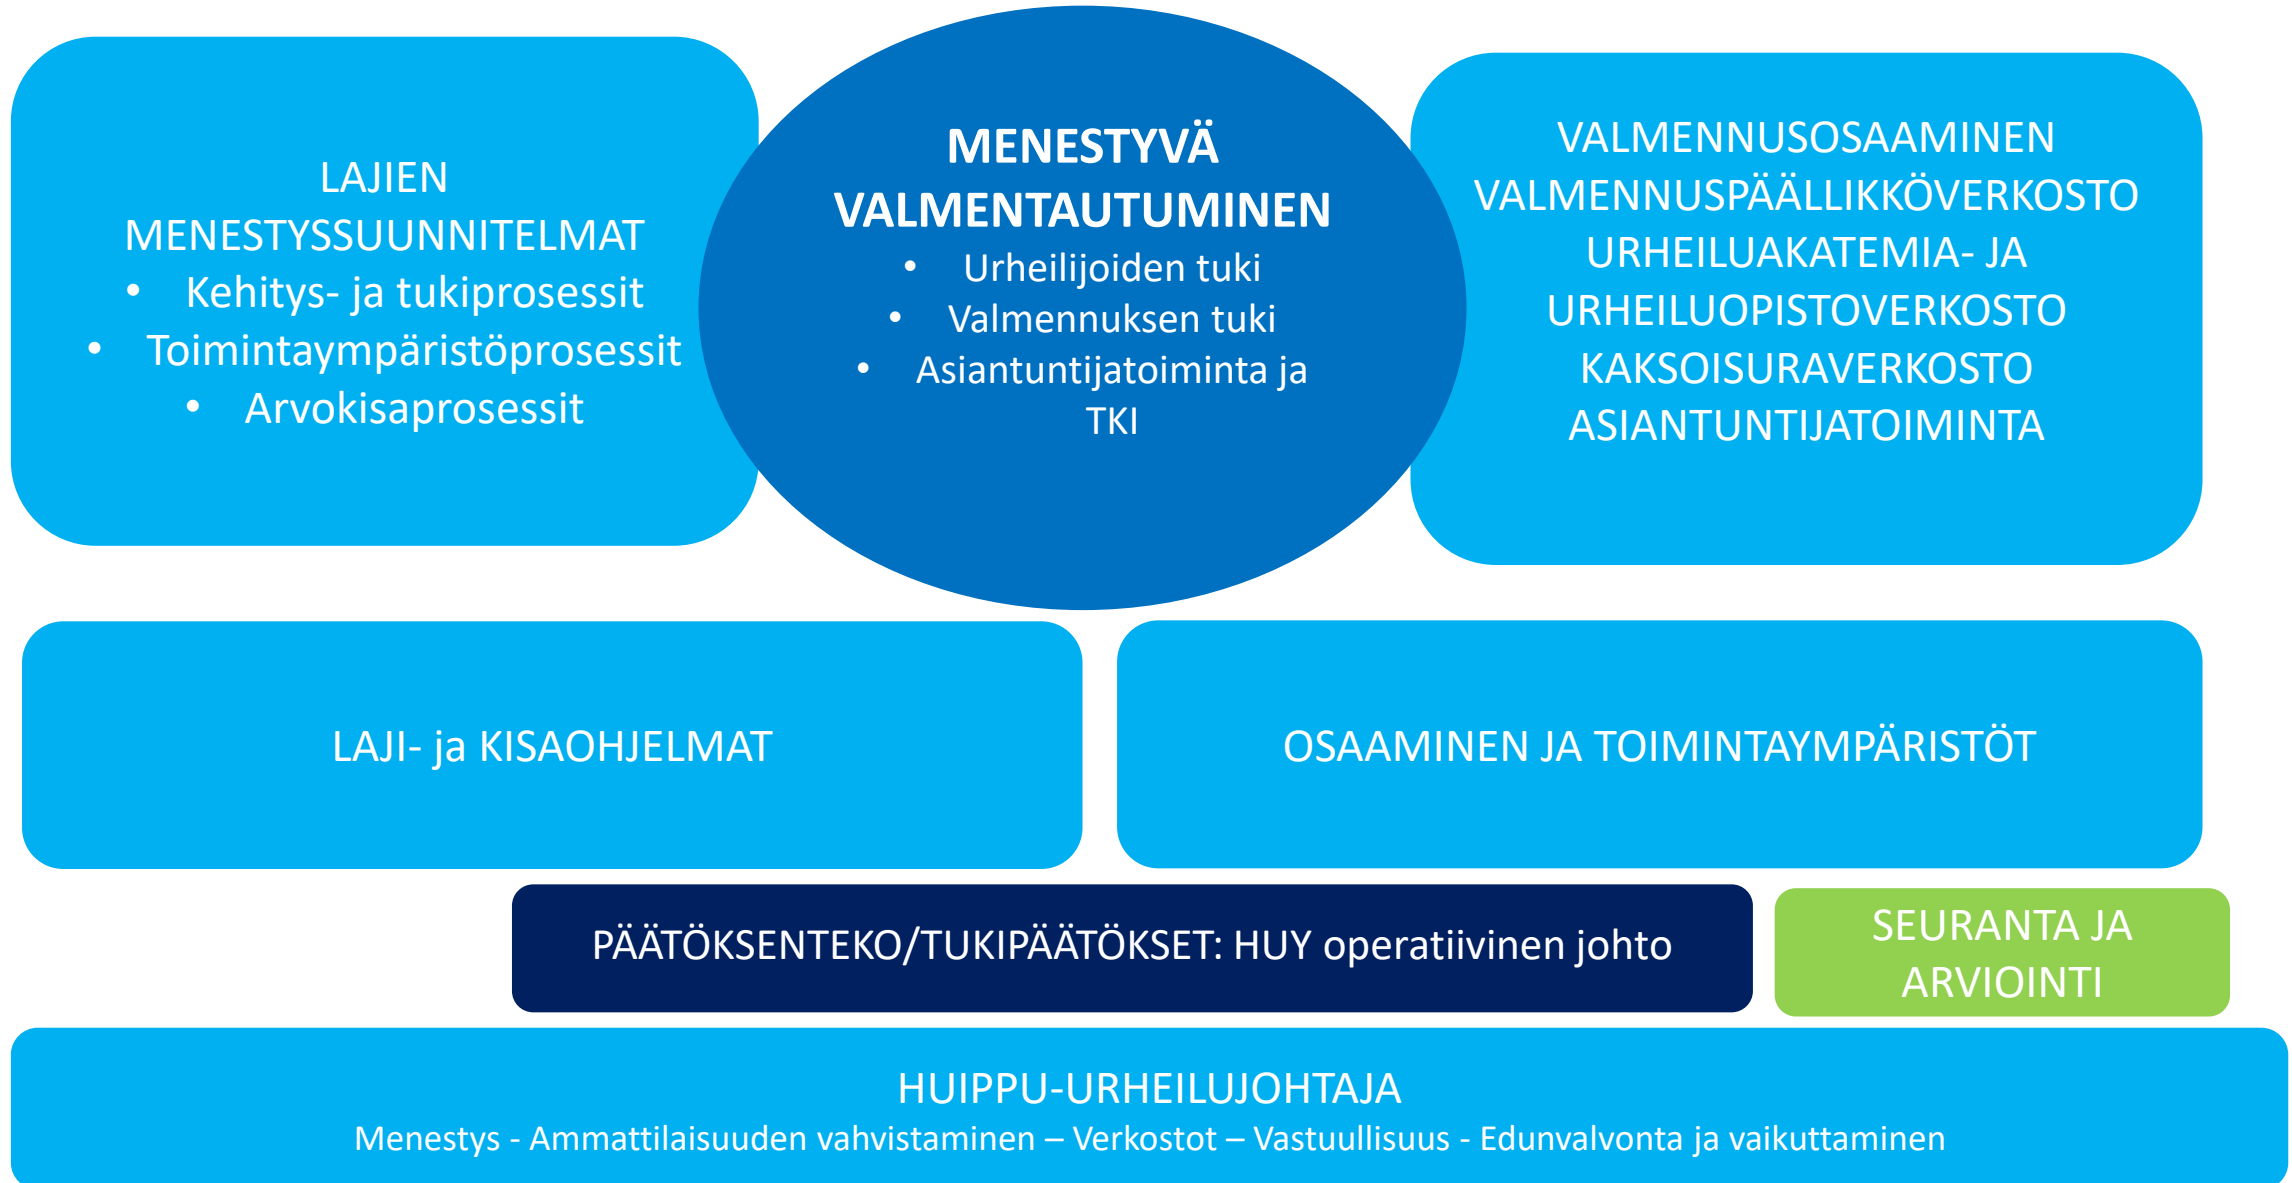 LAJIEN
MENESTYSSUUNNITELMAT
• Kehitys- ja tukiprosessit
• Toimintaympäristöprosessit
• Arvokisaprosessit
MENESTYVÄ
VALMENTAUTUMINEN
• Urheilijoiden tuki
• Valmennuksen tuki
• Asiantuntijatoiminta ja
TKI
VALMENNUSOSAAMINEN
VALMENNUSPÄÄLLIKKÖVERKOSTO
URHEILUAKATEMIA- JA
URHEILUOPISTOVERKOSTO
KAKSOISURAVERKOSTO
ASIANTUNTIJATOIMINTA
LAJI- ja KISAOHJELMAT
OSAAMINEN JA TOIMINTAYMPÄRISTÖT
PÄÄTÖKSENTEKO/TUKIPÄÄTÖKSET: HUY operatiivinen johto
SEURANTA JA
ARVIOINTI
HUIPPU-URHEILUJOHTAJA
Menestys - Ammattilaisuuden vahvistaminen – Verkostot – Vastuullisuus - Edunvalvonta ja vaikuttaminen